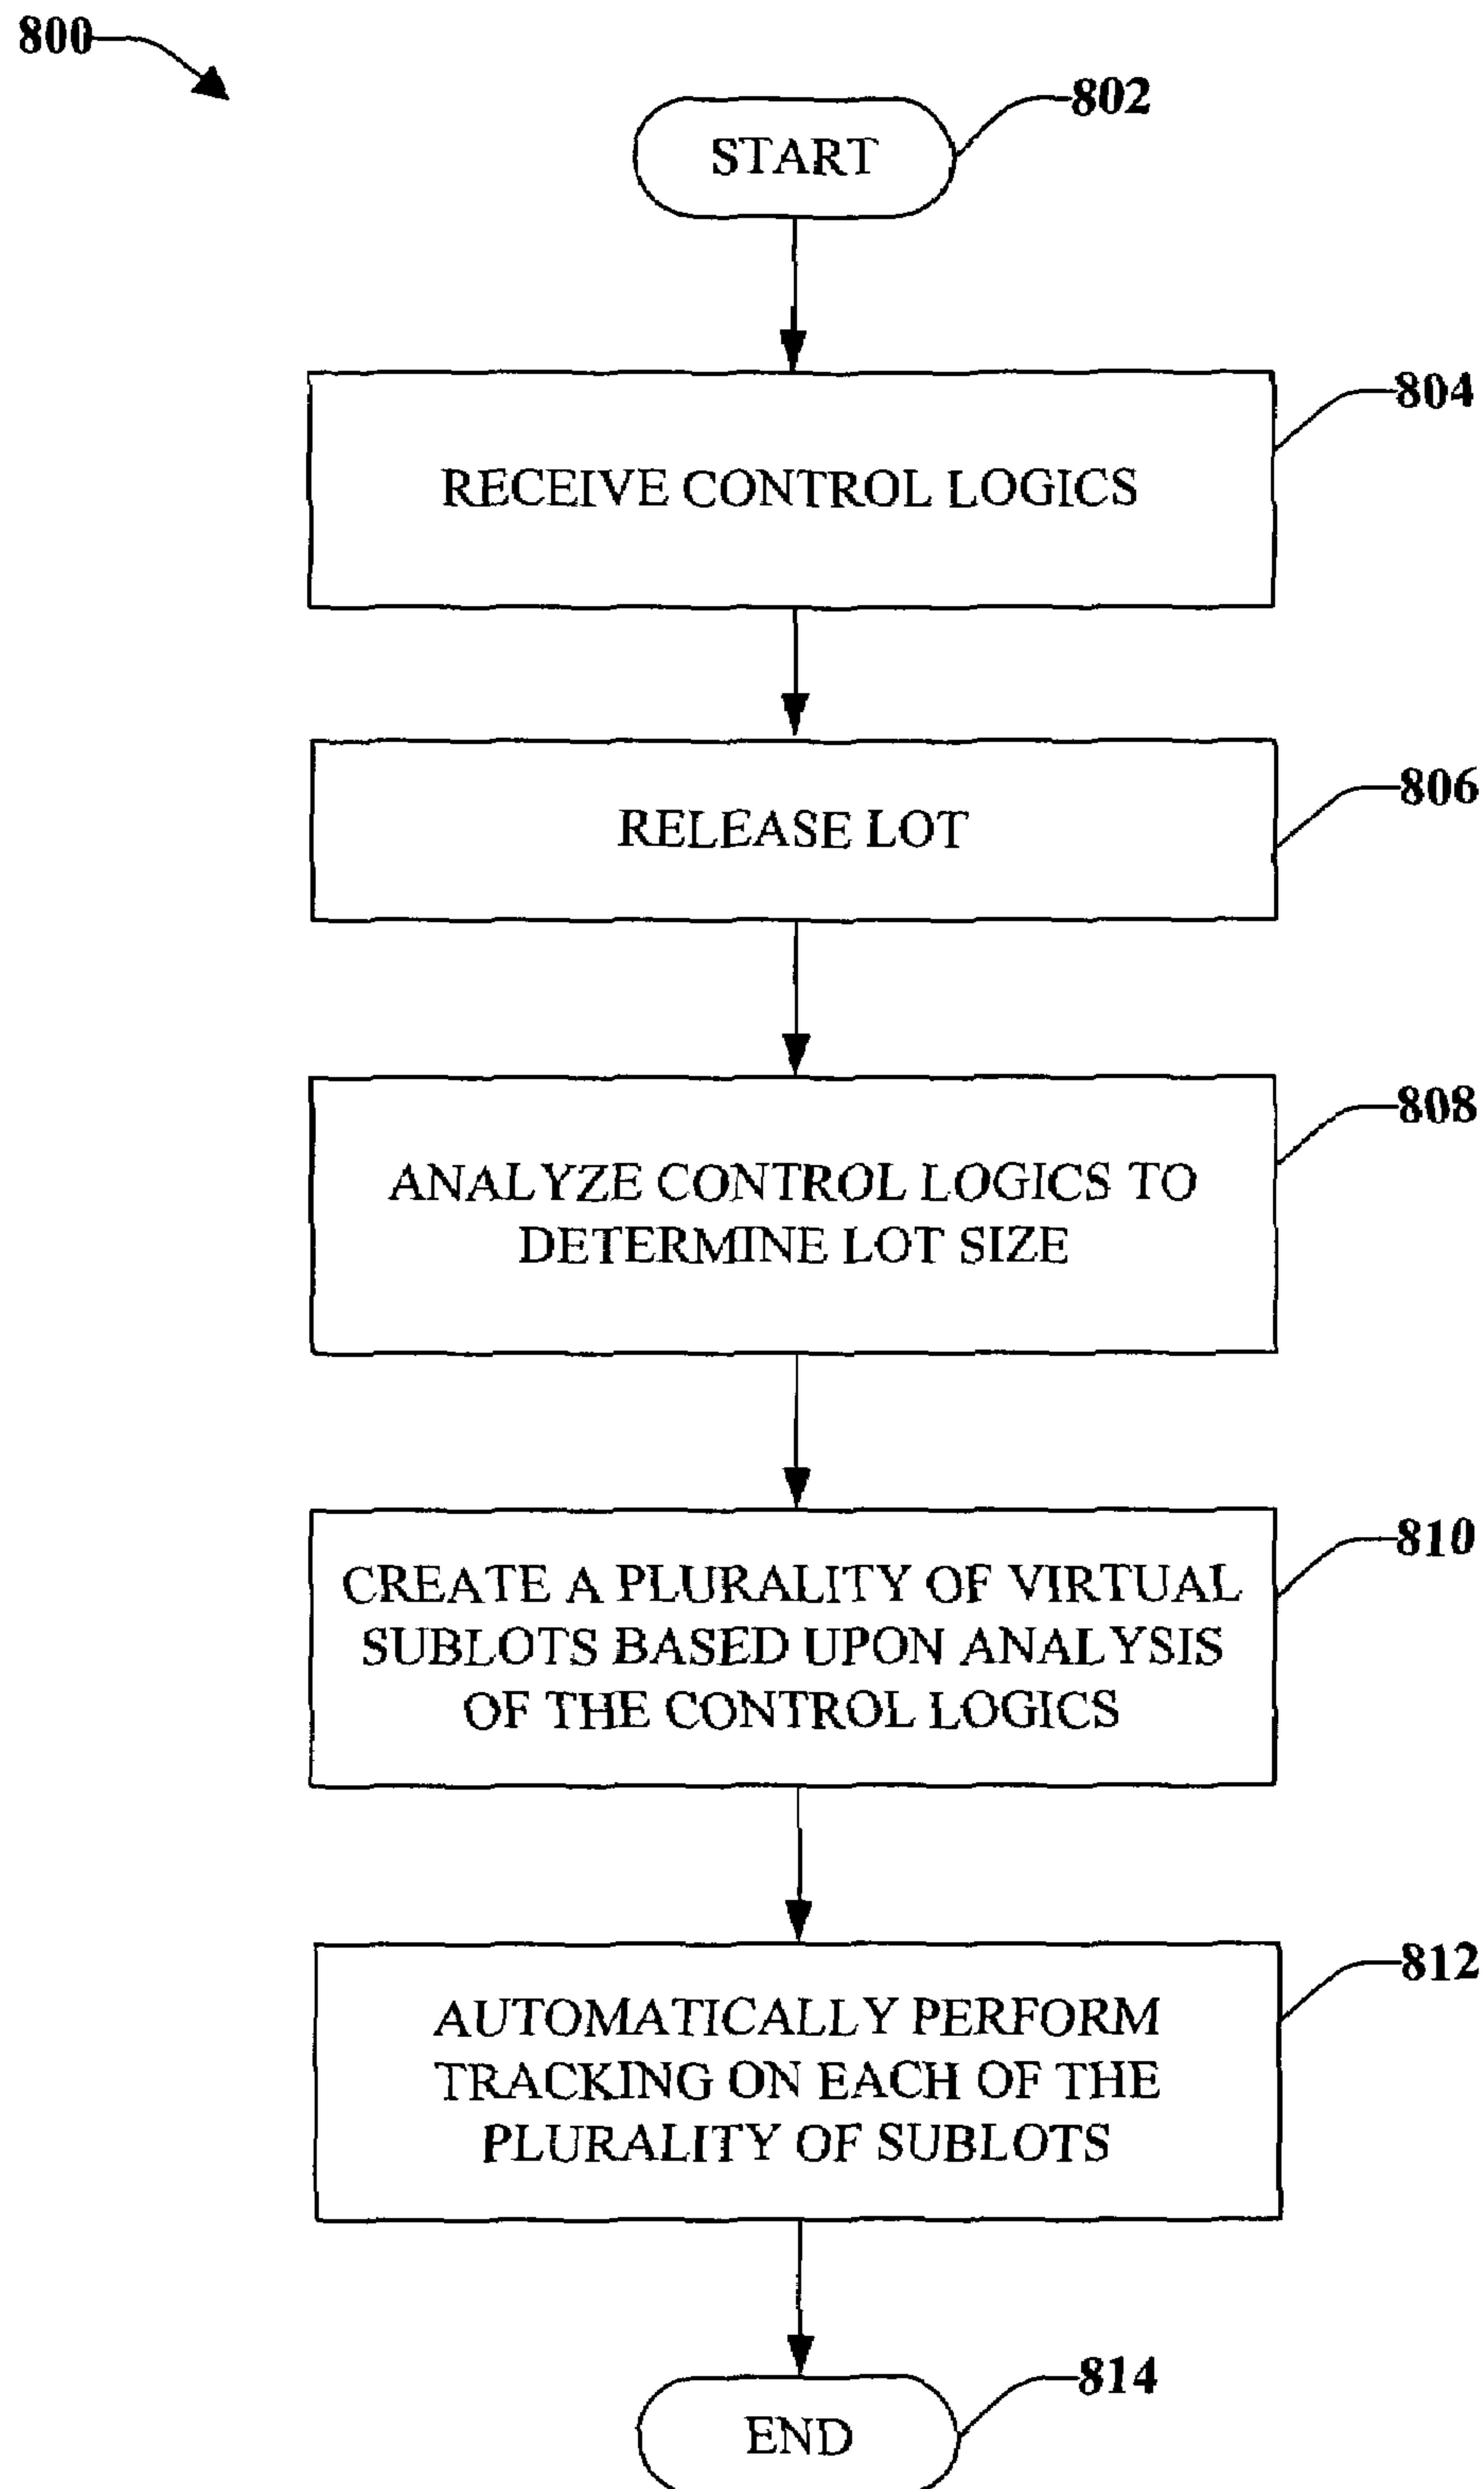 800
802
START
804
RECEIVE CONTROL LOGICS
806
RELEASE LOT
808
ANALYZE CONTROL LOGICS TO
DETERMINE LOT SIZE
810
CREATE A PLURALITY OF VIRTUAL
SUBLOTS BASED UPON ANALYSIS
OF THE CONTROL LOGICS
812
AUTOMATICALLY PERFORM
TRACKING ON EACH OF THE
PLURALITY OF SUBLOTS
814
END